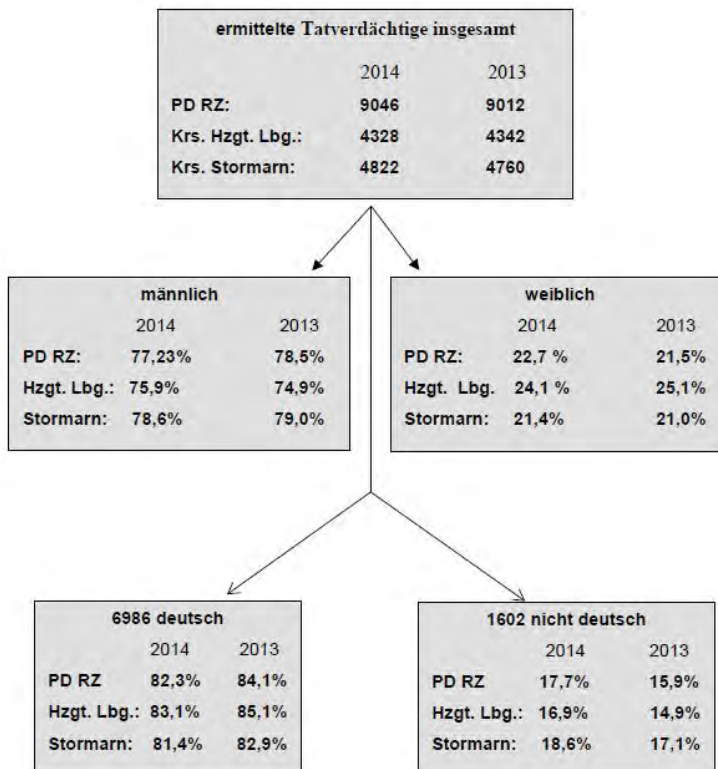 ermittelte Tatverdächtige insgesamt
2014 2013
PD RZ: 9046 9012
Krs. Hzgt. Lbg.: 4328 4342
Krs. Stormarn: 4822 4760
männlich
2014 2013
PD RZ: 77,23% 78,5%
Hzgt. Lbg.: 75,9% 74,9%
Stormarn: 78,6% 79,0%
weiblich
2014 2013
PD RZ: 22,7 % 21,5%
Hzgt. Lbg. 24,1 % 25,1%
Stormarn: 21,4% 21,0%
6986 deutsch
2014 2013
PD RZ 82,3% 84,1%
Hzgt. Lbg.: 83,1% 85,1%
Stormarn: 81,4% 82,9%
1602 nicht deutsch
2014 2013
PD RZ 17,7% 15,9%
Hzgt. Lbg.: 16,9% 14,9%
Stormarn: 18,6% 17,1%